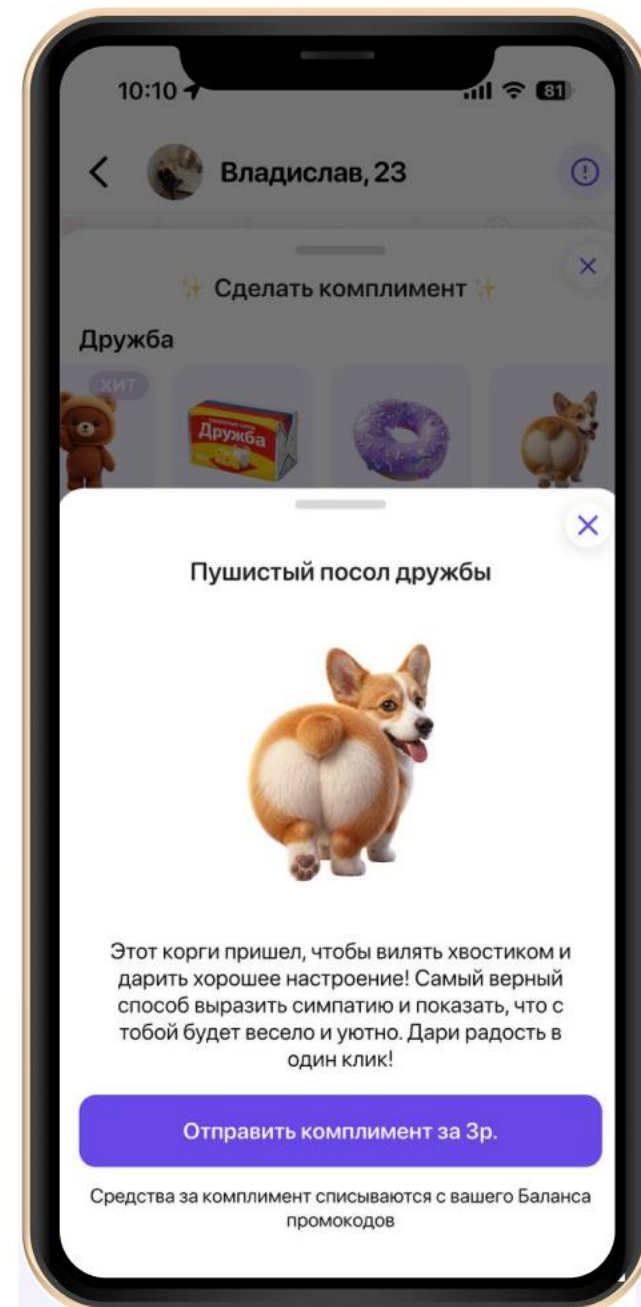 10:10
81
Владислав, 23
✨ Сделать комплимент ✨
Дружба
ХИТ
Дружба
Пушистый посол дружбы
Этот корги пришел, чтобы вилять хвостиком и
дарить хорошее настроение! Самый верный
способ выразить симпатию и показать, что с
тобой будет весело и уютно. Дари радость в
один клик!
Отправить комплимент за 3р.
Средства за комплимент списываются с вашего Баланса
промокодов